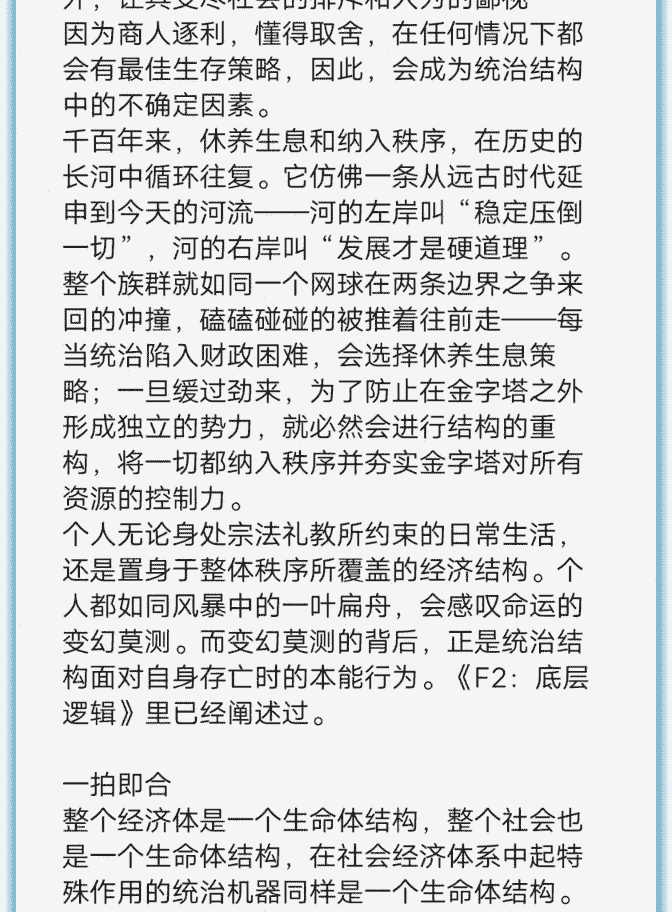 外，让其受尽社会的排斥和人为的鄙视
因为商人逐利，懂得取舍，在任何情况下都
会有最佳生存策略，因此，会成为统治结构
中的不确定因素。
千百年来，休养生息和纳入秩序，在历史的
长河中循环往复。它仿佛一条从远古时代延
申到今天的河流——河的左岸叫“稳定压倒
一切”，河的右岸叫“发展才是硬道理”。
整个族群就如同一个网球在两条边界之争来
回的冲撞，磕磕碰碰的被推着往前走——每
当统治陷入财政困难，会选择休养生息策
略；一旦缓过劲来，为了防止在金字塔之外
形成独立的势力，就必然会进行结构的重
构，将一切都纳入秩序并夯实金字塔对所有
资源的控制力。
个人无论身处宗法礼教所约束的日常生活，
还是置身于整体秩序所覆盖的经济结构。个
人都如同风暴中的一叶扁舟，会感叹命运的
变幻莫测。而变幻莫测的背后，正是统治结
构面对自身存亡时的本能行为。《F2：底层
逻辑》里已经阐述过。
一拍即合
整个经济体是一个生命体结构，整个社会也
是一个生命体结构，在社会经济体系中起特
殊作用的统治机器同样是一个生命体结构。